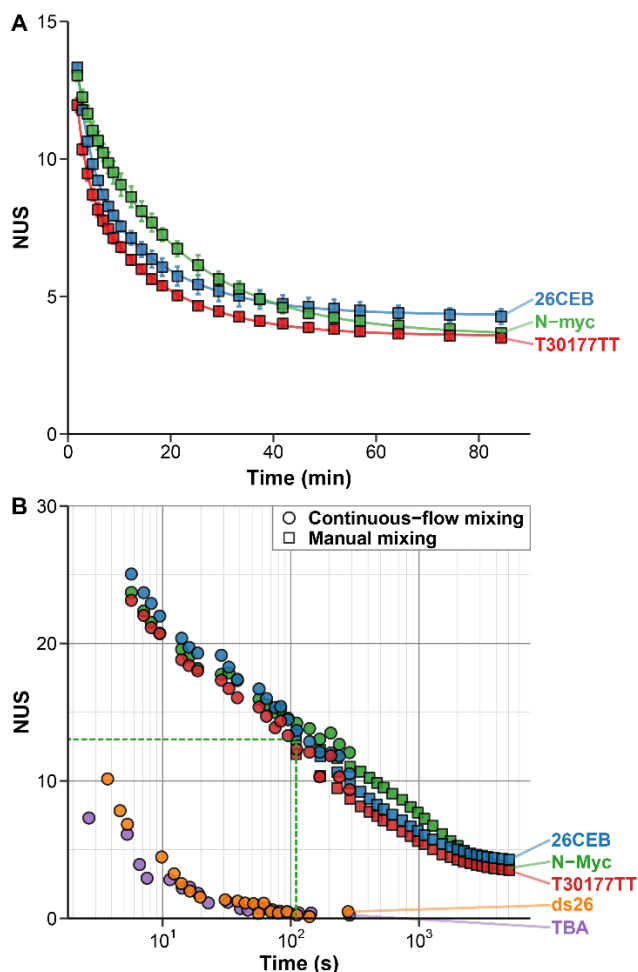 A
15
10
5
0
NUS
0
20
40
60
80
Time (min)
26CEB
N−myc
T30177TT
B
Continuous−flow mixing
Manual mixing
30
20
10
0
NUS
10¹
10²
10³
Time (s)
26CEB
N−Myc
T30177TT
ds26
TBA